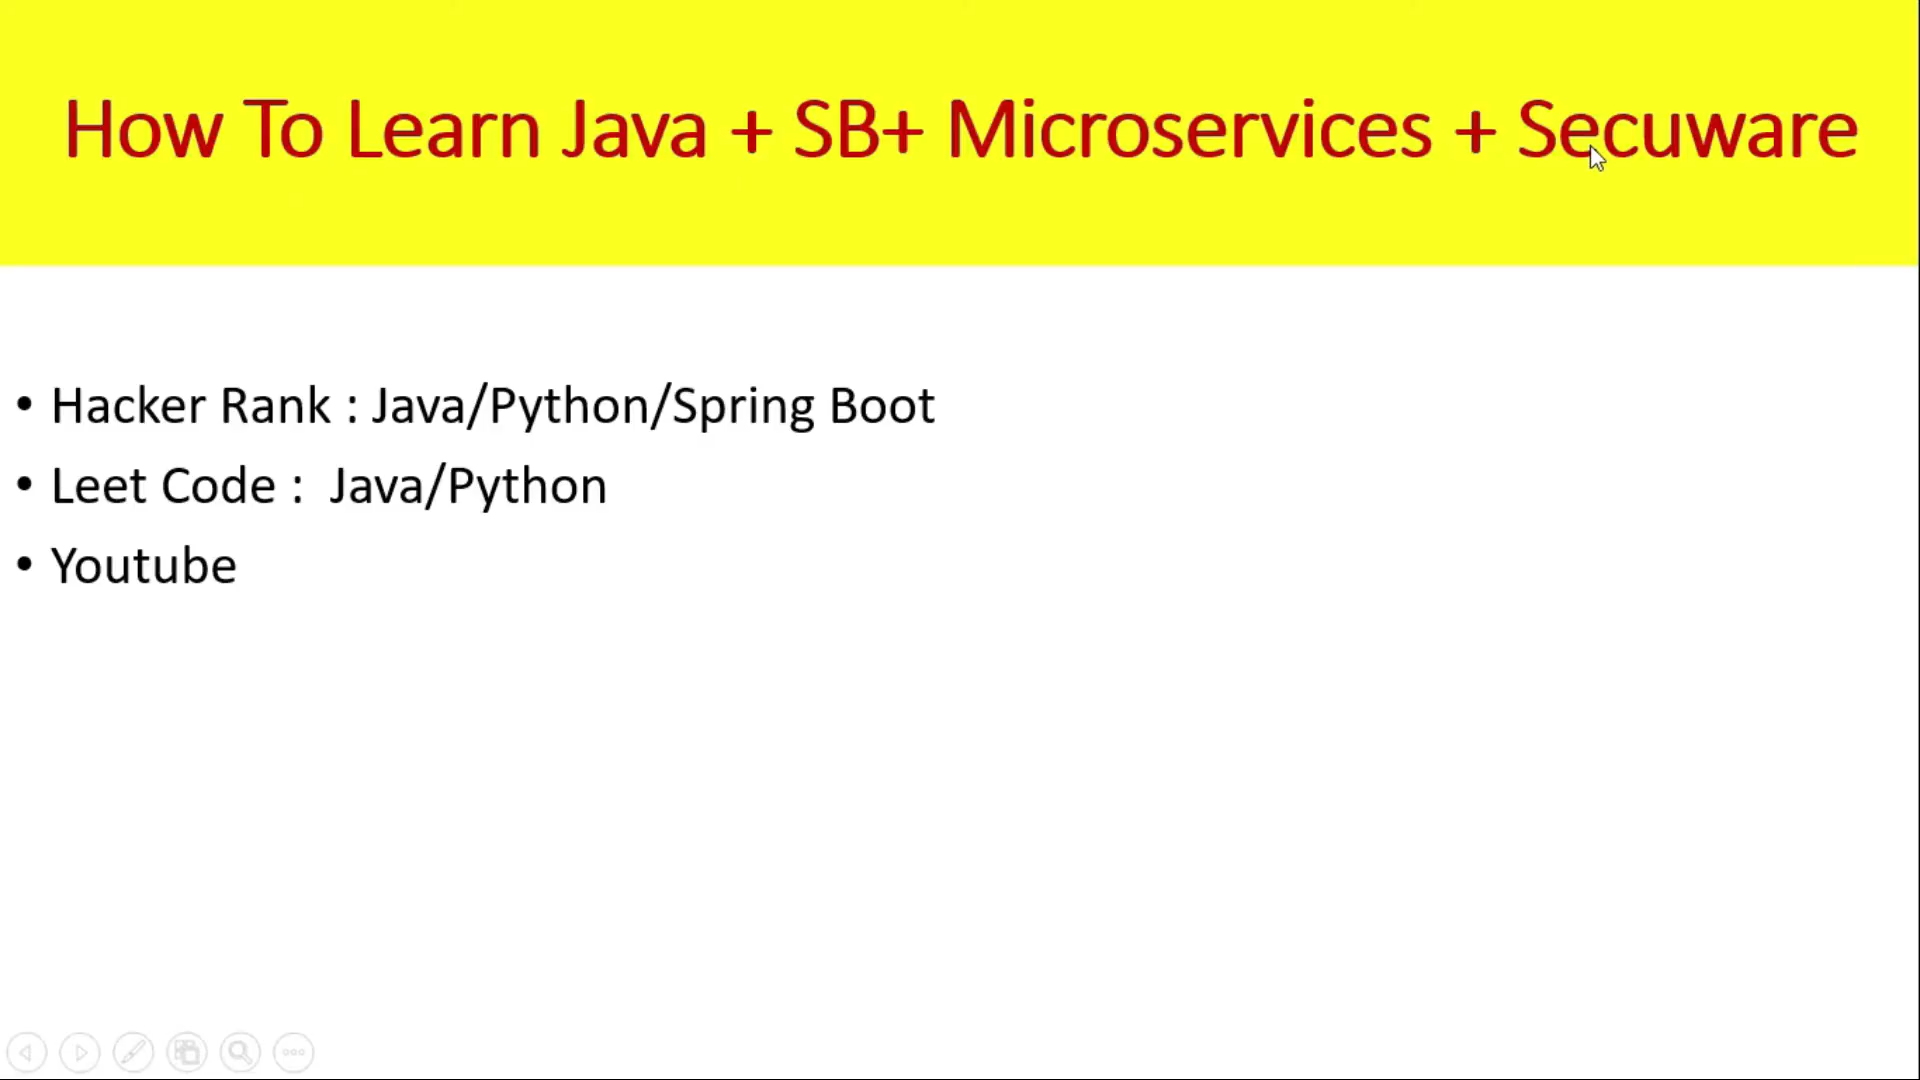 How To Learn Java + SB+ Microservices + Secuware
• Hacker Rank : Java/Python/Spring Boot
• Leet Code :  Java/Python
• Youtube